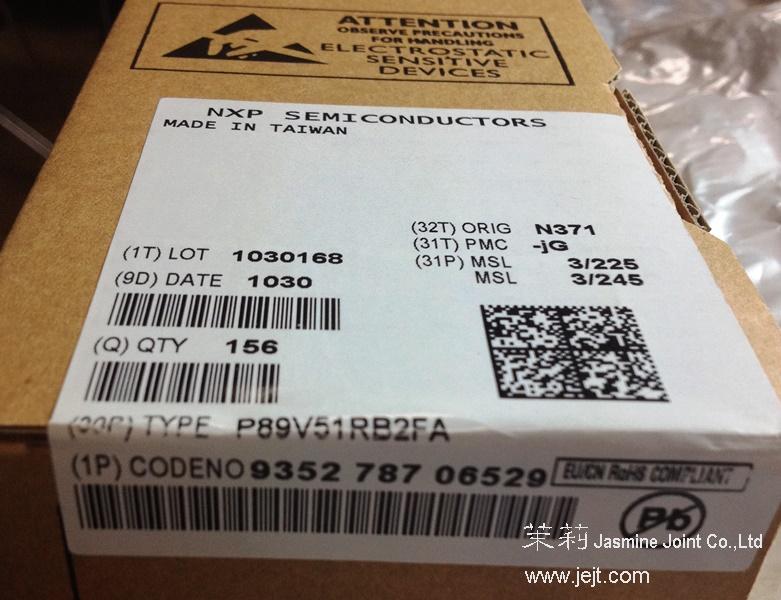 ATTENTION
OBSERVE PRECAUTIONS
FOR HANDLING
ELECTROSTATIC
SENSITIVE
DEVICES
NXP SEMICONDUCTORS
MADE IN TAIWAN
(32T) ORIG N371
(31T) PMC -jG
(31P) MSL 3/225
MSL 3/245
(1T) LOT 1030168
(9D) DATE 1030
(Q) QTY 156
(30P) TYPE P89V51RB2FA
(1P) CODENO 9352 787 06529
EU/CN RoHS COMPLIANT
Pb
茉莉 Jasmine Joint Co.,Ltd
www.jejt.com